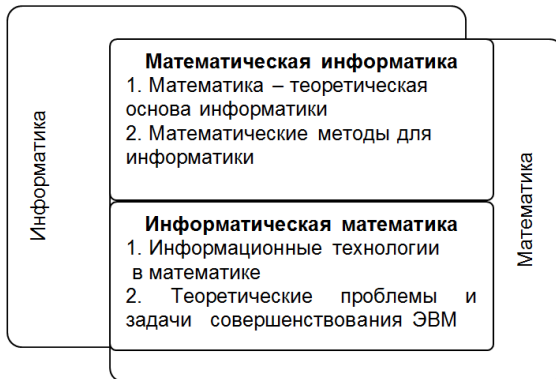 Информатика
Математическая информатика
1. Математика – теоретическая
основа информатики
2. Математические методы для
информатики
Информатическая математика
1. Информационные технологии
в математике
2. Теоретические проблемы и
задачи совершенствования ЭВМ
Математика